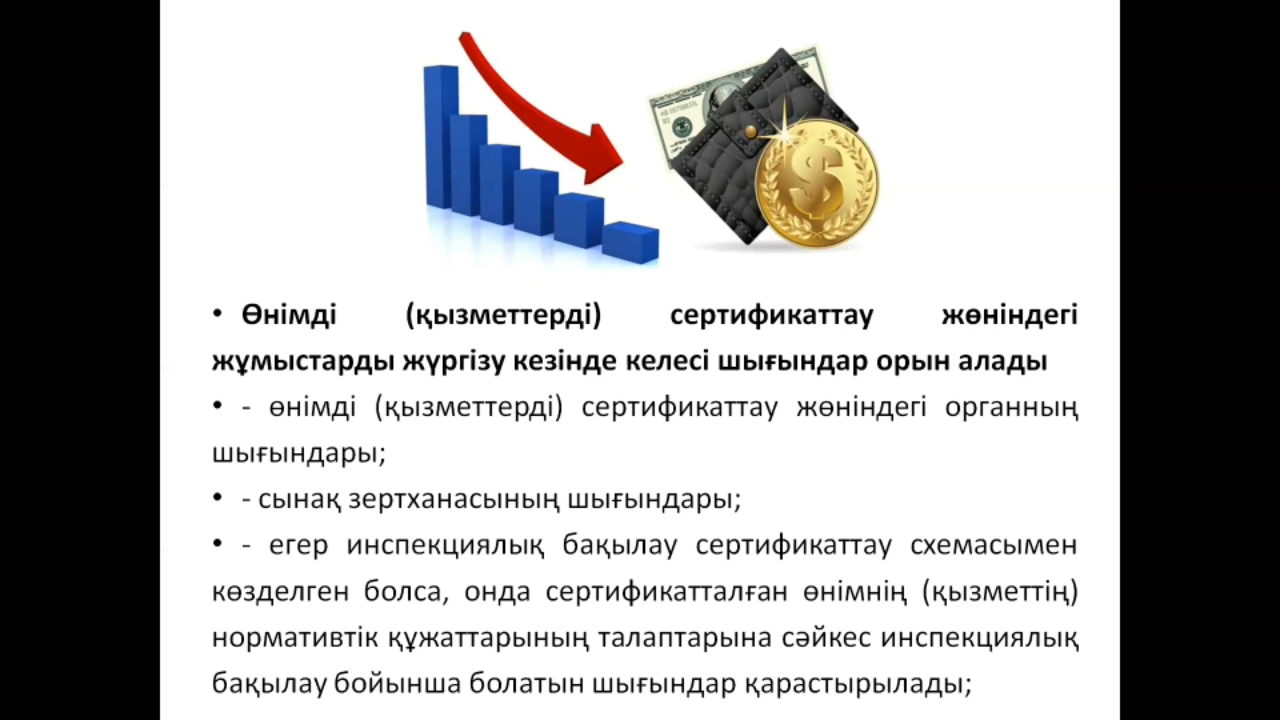 • Өнімді (қызметтерді) сертификаттау жөніндегі
жұмыстарды жүргізу кезінде келесі шығындар орын алады
• - өнімді (қызметтерді) сертификаттау жөніндегі органның
шығындары;
• - сынақ зертханасының шығындары;
• - егер инспекциялық бақылау сертификаттау схемасымен
көзделген болса, онда сертификатталған өнімнің (қызметтің)
нормативтік құжаттарының талаптарына сәйкес инспекциялық
бақылау бойынша болатын шығындар қарастырылады;